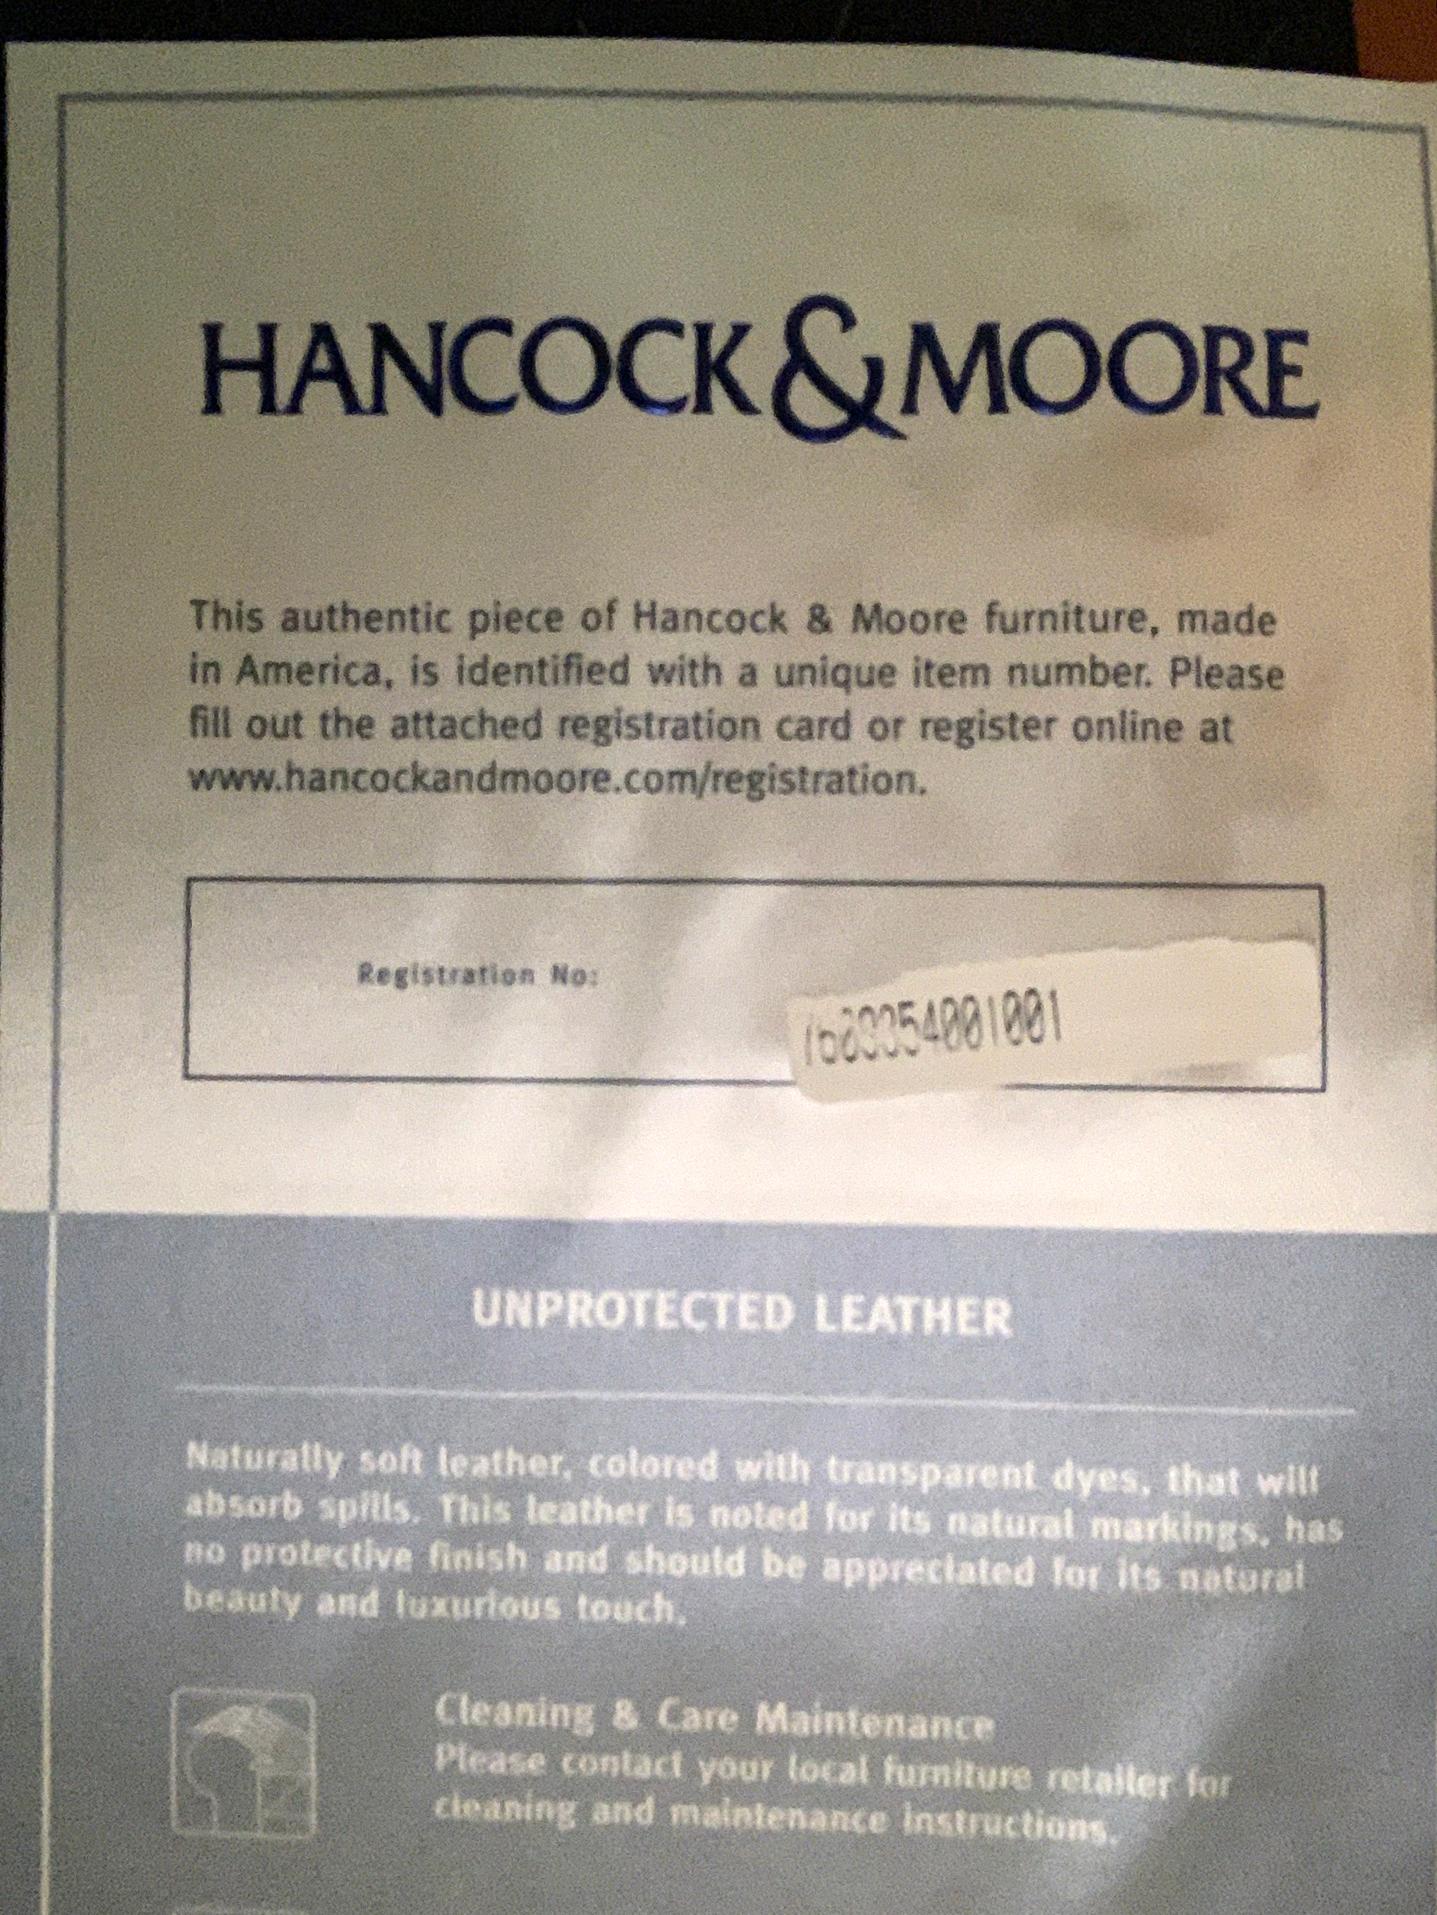 HANCOCK & MOORE
This authentic piece of Hancock & Moore furniture, made
in America, is identified with a unique item number. Please
fill out the attached registration card or register online at
www.hancockandmoore.com/registration.
Registration No:
UNPROTECTED LEATHER
Naturally soft leather, colored with transparent dyes, that will
absorb spills. This leather is noted for its natural markings, has
no protective finish and should be appreciated for its natural
beauty and luxurious touch.
Cleaning & Care Maintenance
Please contact your local furniture retailer for
cleaning and maintenance instructions.